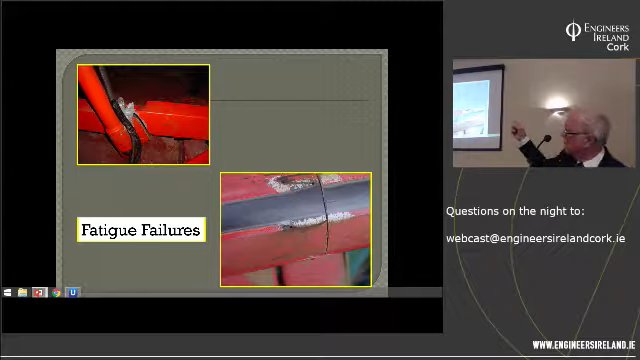 ENGINEERS
IRELAND
Cork
Fatigue Failures
Questions on the night to:
webcast@engineersirelandcork.ie
WWW.ENGINEERSIRELAND.IE